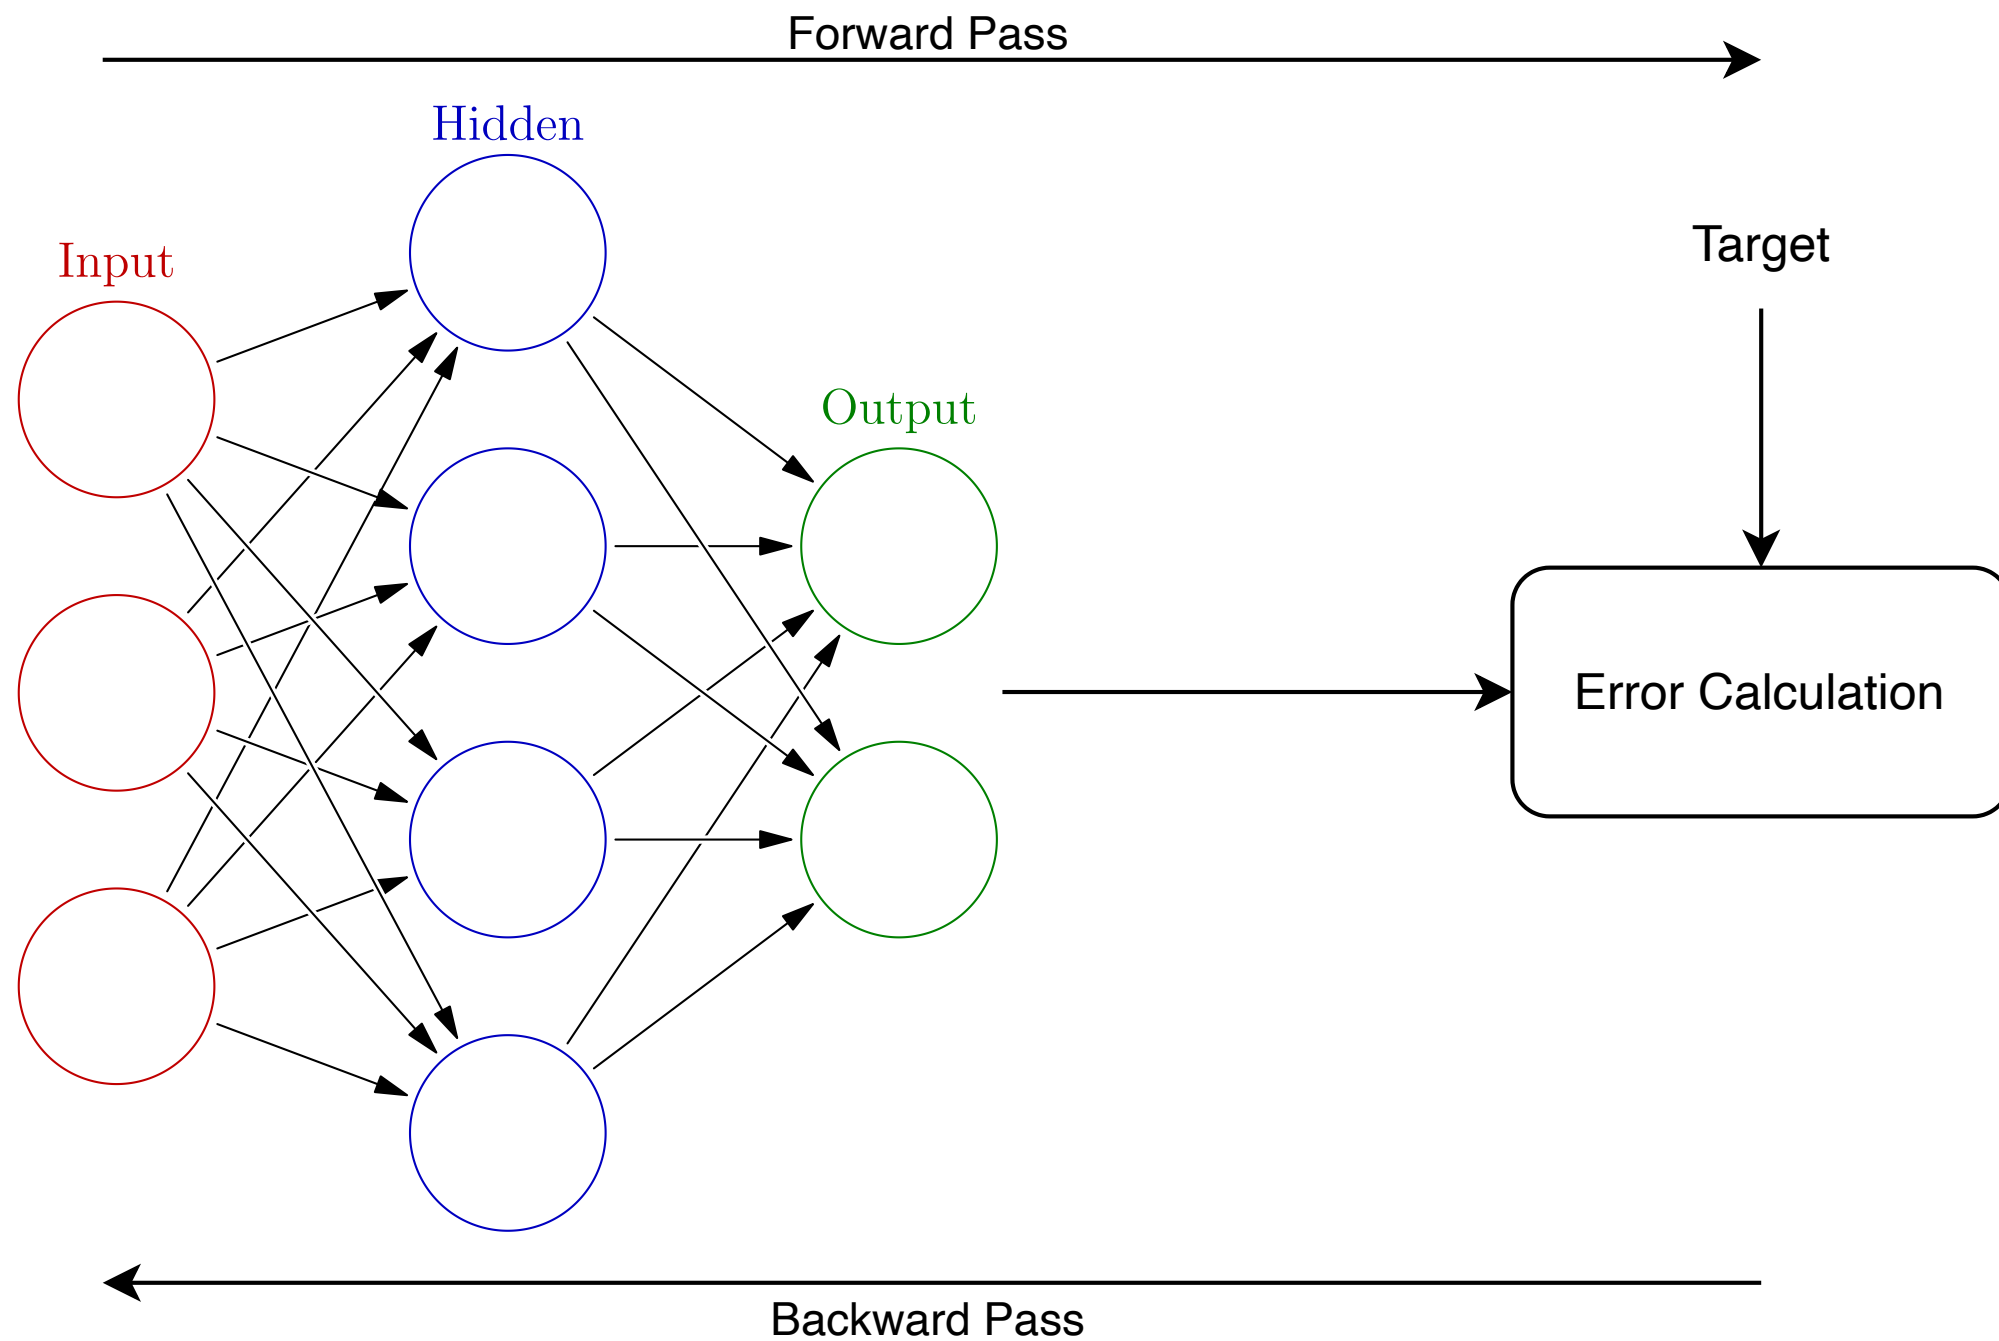 Forward Pass
Hidden
Input
Target
Output
Error Calculation
Backward Pass